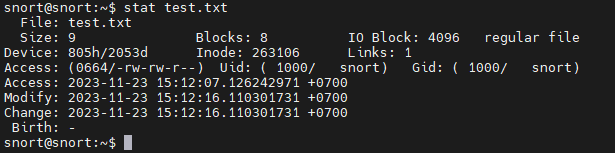 snort@snort:~$ stat test.txt
  File: test.txt
  Size: 9               Blocks: 8          IO Block: 4096   regular file
Device: 805h/2053d      Inode: 263106      Links: 1
Access: (0664/-rw-rw-r--)  Uid: ( 1000/   snort)   Gid: ( 1000/   snort)
Access: 2023-11-23 15:12:07.126242971 +0700
Modify: 2023-11-23 15:12:16.110301731 +0700
Change: 2023-11-23 15:12:16.110301731 +0700
 Birth: -
snort@snort:~$